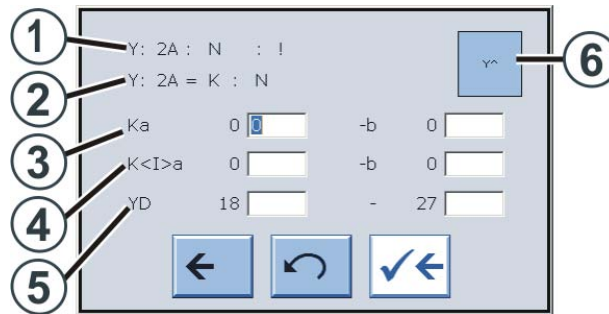 1
Y: 2A : N : !
2
Y: 2A = K : N
Y^
6
3
Ka 0 0 -b 0
4
K<I>a 0 -b 0
5
YD 18 - 27